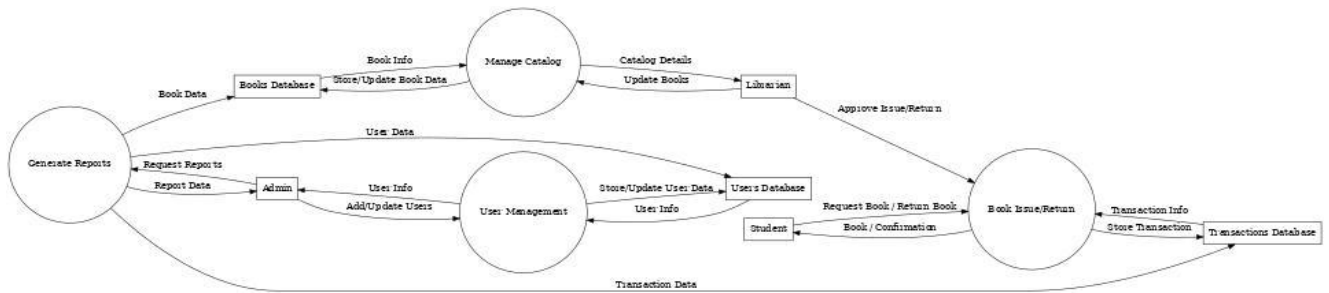 Book Info
Manage Catalog
Catalog Details
Books Database
Store/Update Book Data
Update Books
Librarian
Book Data
Approve Issue/Return
User Data
Generate Reports
Request Reports
Report Data
Admin
User Info
Add/Update Users
User Management
Store/Update User Data
User Info
Users Database
Student
Request Book / Return Book
Book / Confirmation
Book Issue/Return
Transaction Info
Store Transaction
Transactions Database
Transaction Data